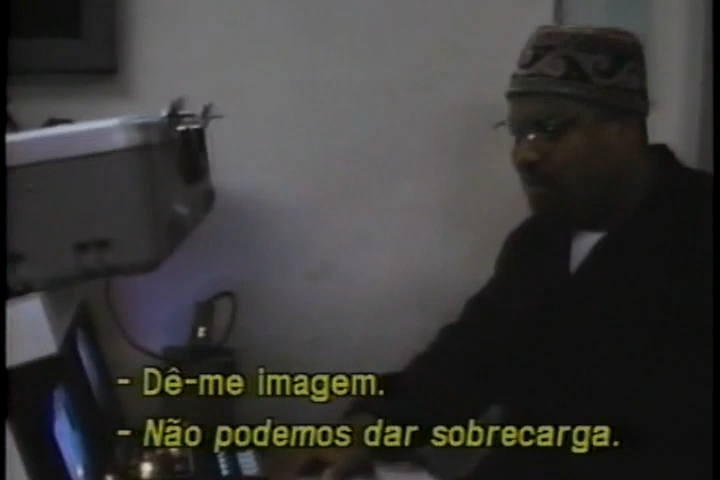 - Dê-me imagem.
- Não podemos dar sobrecarga.